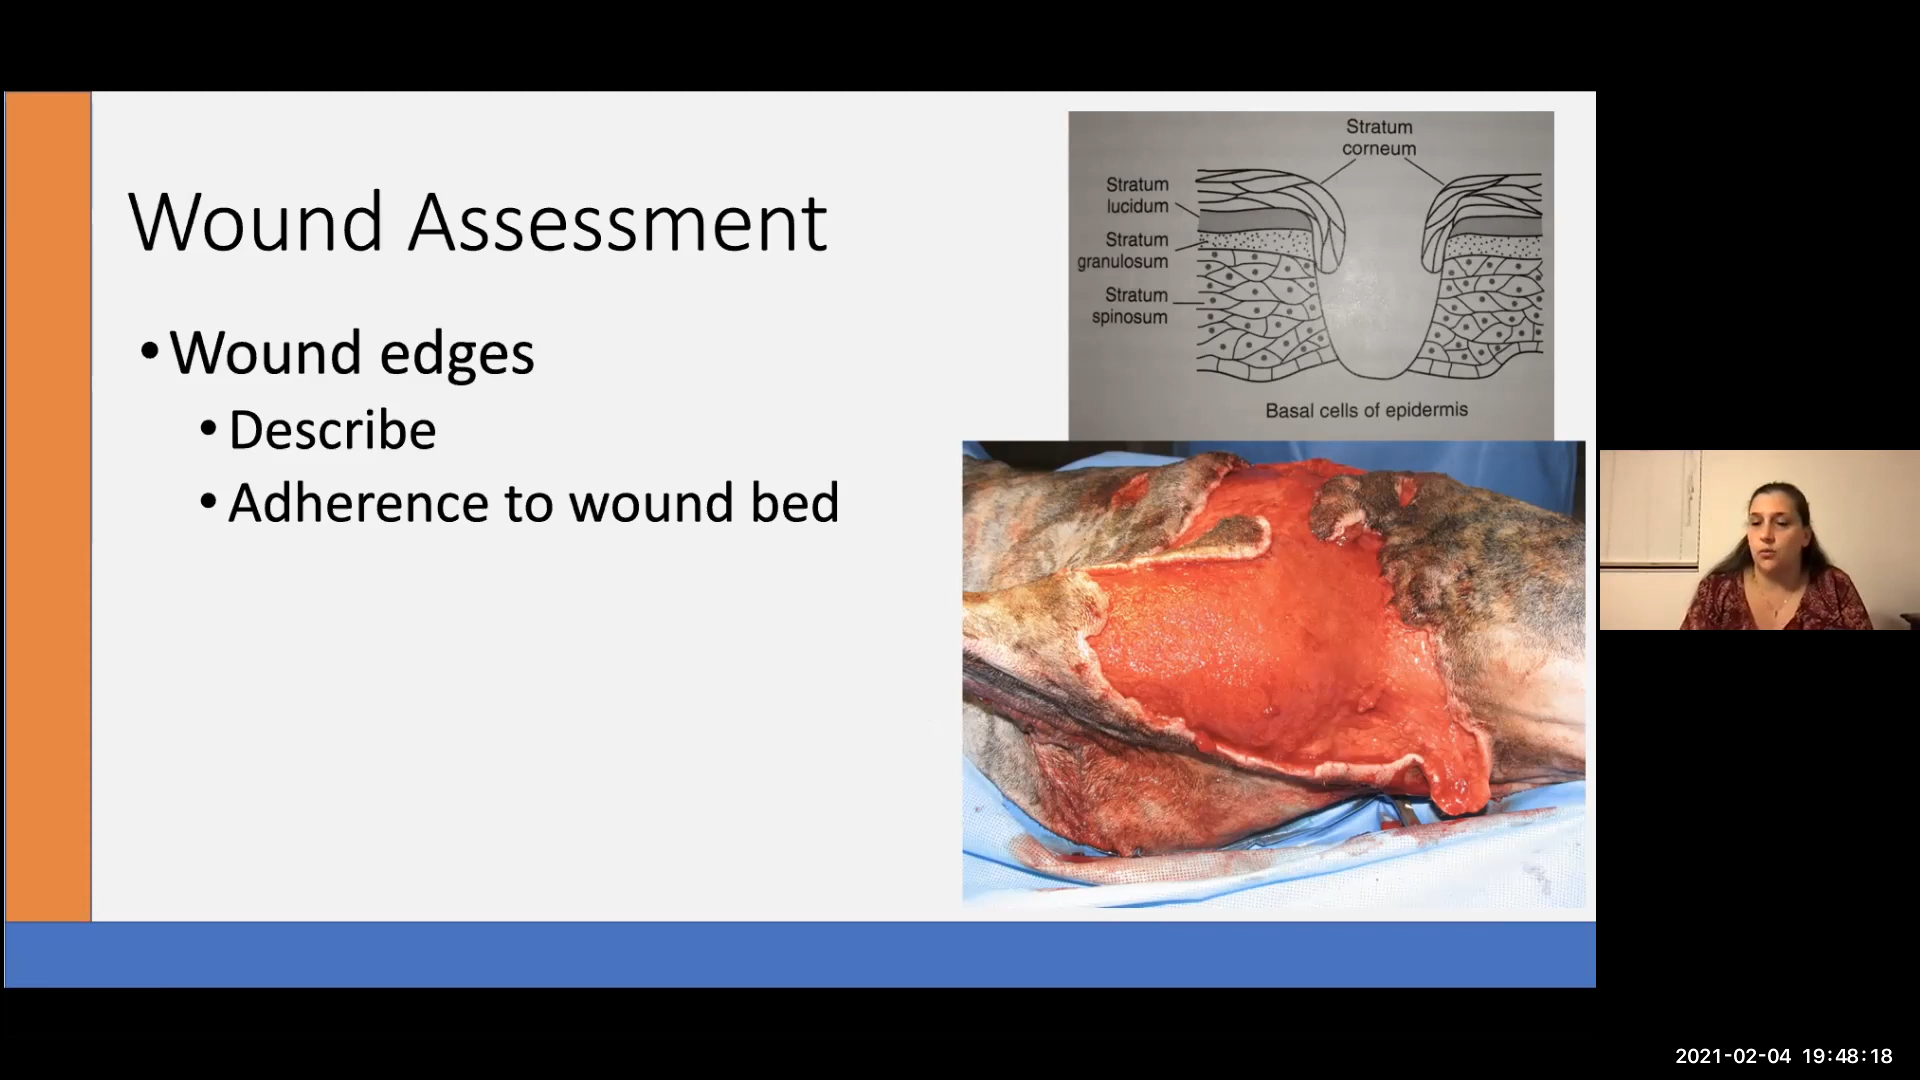 Wound Assessment
• Wound edges
• Describe
• Adherence to wound bed
Stratum
corneum
Stratum
lucidum
Stratum
granulosum
Stratum
spinosum
Basal cells of epidermis
2021-02-04 19:48:18